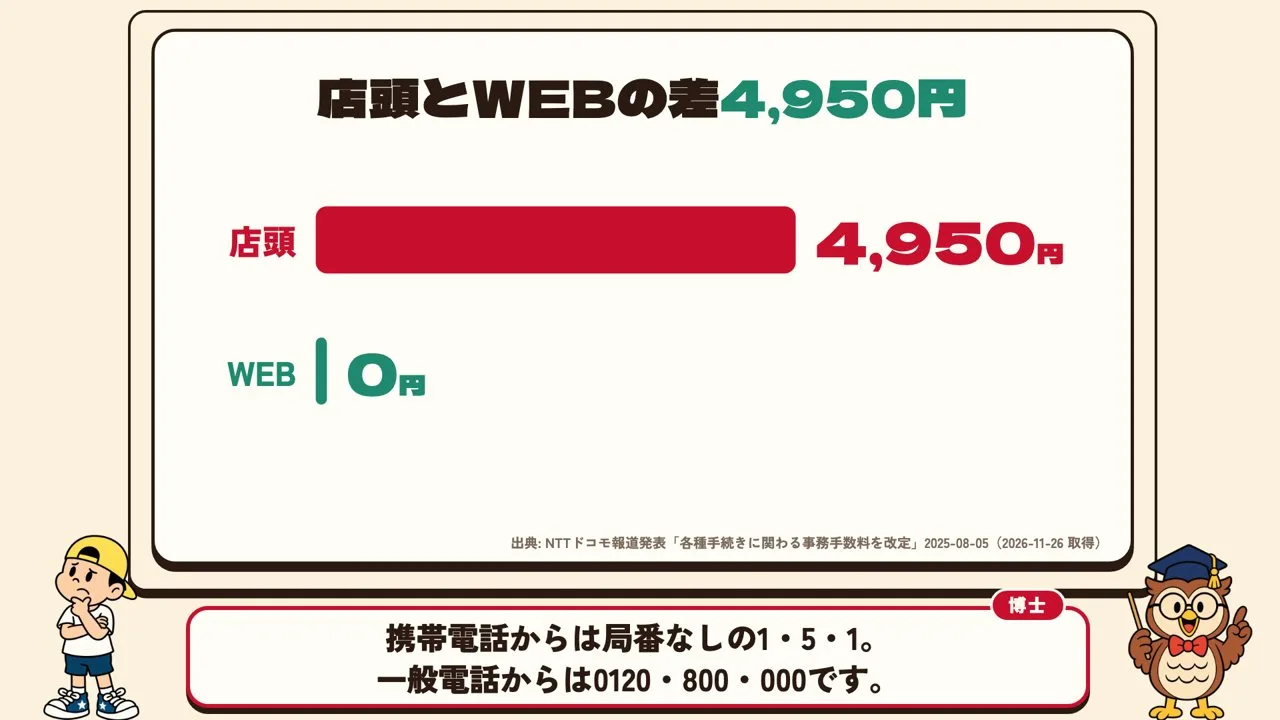 店頭とWEBの差4,950円
店頭 4,950円
WEB 0円
出典: NTTドコモ報道発表「各種手続きに関わる事務手数料を改定」2025-08-05（2026-11-26 取得）
博士
携帯電話からは局番なしの1・5・1。
一般電話からは0120・800・000です。